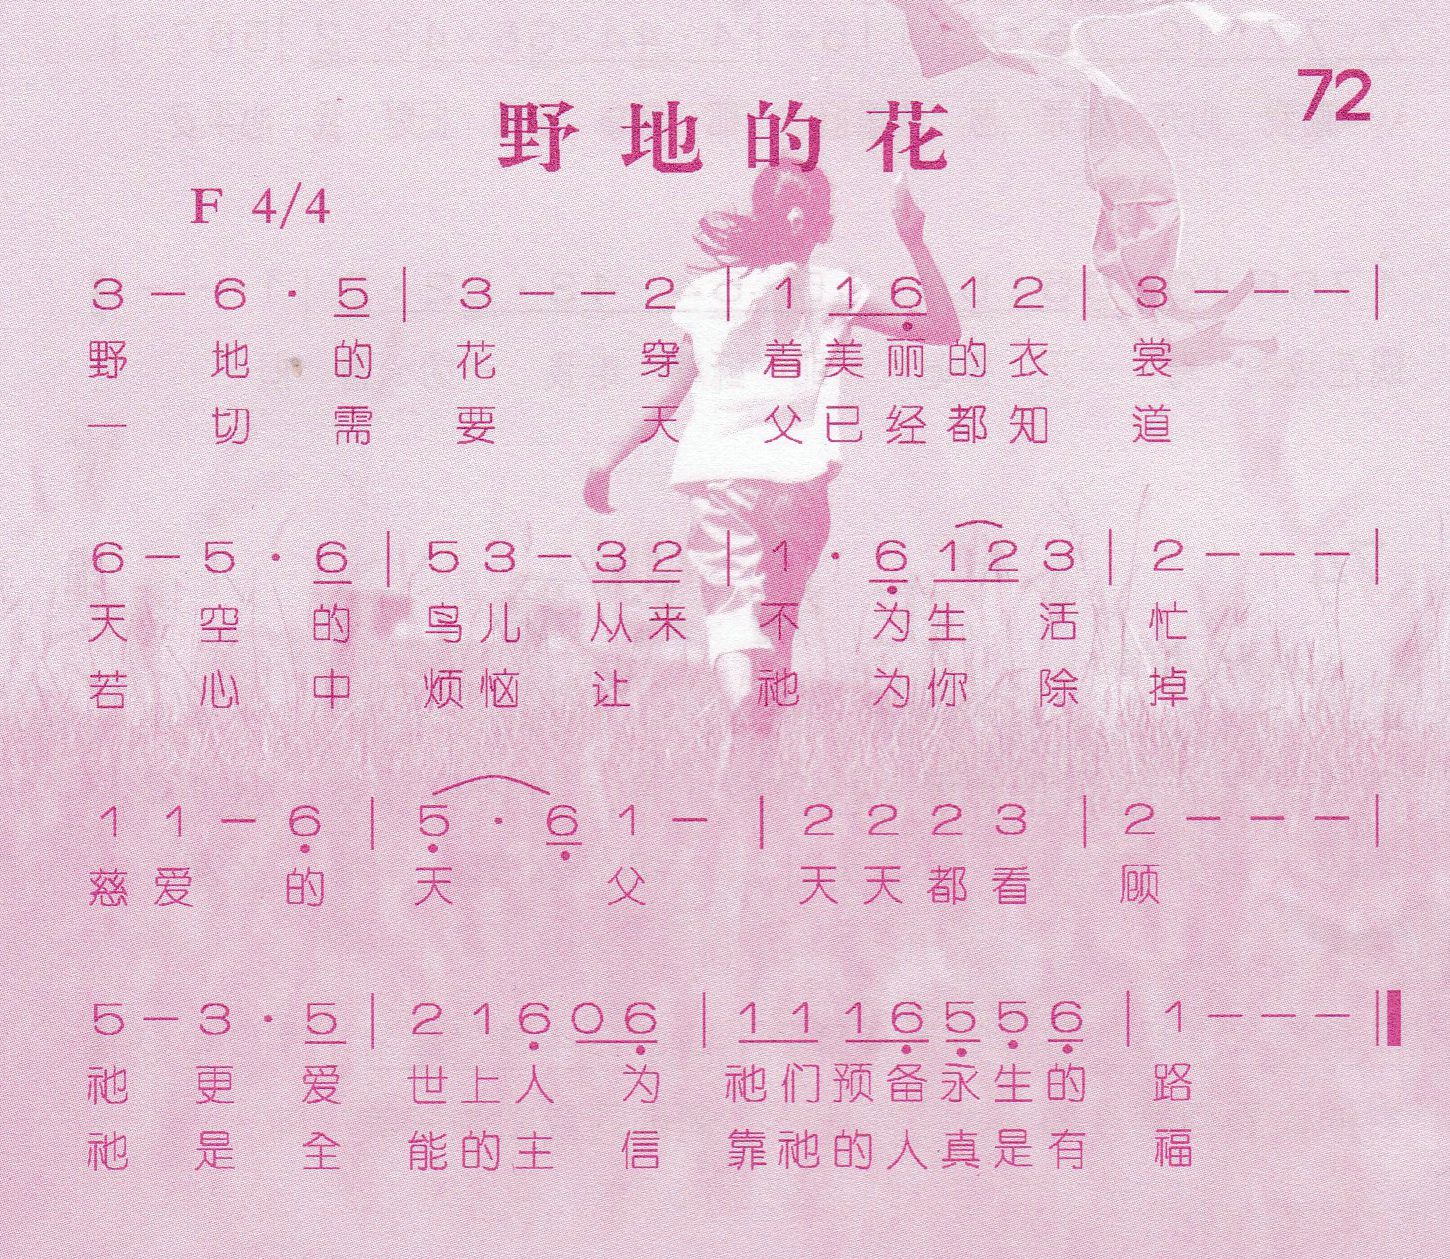 72
野地的花
F 4/4
3 — 6 · 5 | 3 — — 2 | 1 1 6 1 2 | 3 — — — |
野 地 的 花 穿 着 美 丽 的 衣 裳
一 切 需 要 天 父 已 经 都 知 道
6 — 5 · 6 | 5 3 — 3 2 | 1 · 6 1 2 3 | 2 — — — |
天 空 的 鸟 儿 从 来 不 为 生 活 忙
若 心 中 烦 恼 让 祂 为 你 除 掉
1 1 — 6 | 5 · 6 1 — | 2 2 2 3 | 2 — — — |
慈 爱 的 天 父 天 天 都 看 顾
5 — 3 · 5 | 2 1 6 0 6 | 1 1 1 6 5 5 6 | 1 — — — ‖
祂 更 爱 世 上 人 为 祂 们 预 备 永 生 的 路
祂 是 全 能 的 主 信 靠 祂 的 人 真 是 有 福